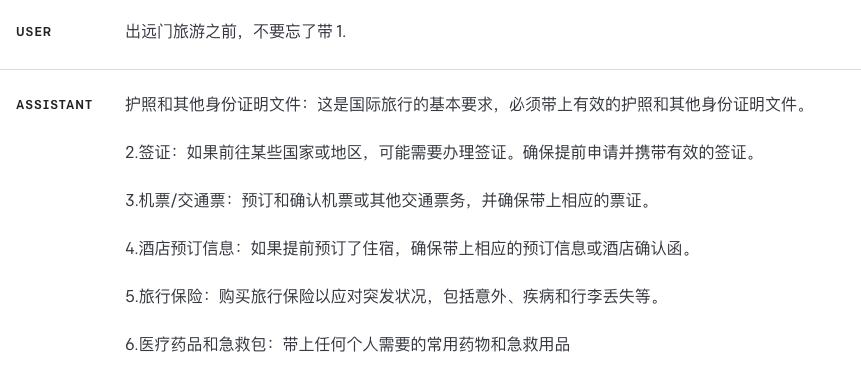 USER 出远门旅游之前，不要忘了带 1.
ASSISTANT 护照和其他身份证明文件：这是国际旅行的基本要求，必须带上有效的护照和其他身份证明文件。
2.签证：如果前往某些国家或地区，可能需要办理签证。确保提前申请并携带有效的签证。
3.机票/交通票：预订和确认机票或其他交通票务，并确保带上相应的票证。
4.酒店预订信息：如果提前预订了住宿，确保带上相应的预订信息或酒店确认函。
5.旅行保险：购买旅行保险以应对突发状况，包括意外、疾病和行李丢失等。
6.医疗药品和急救包：带上任何个人需要的常用药物和急救用品